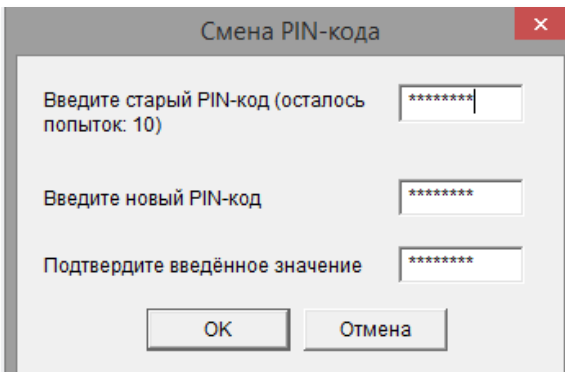 Смена PIN-кода
Введите старый PIN-код (осталось
попыток: 10)
********
Введите новый PIN-код
********
Подтвердите введённое значение
********
OK
Отмена